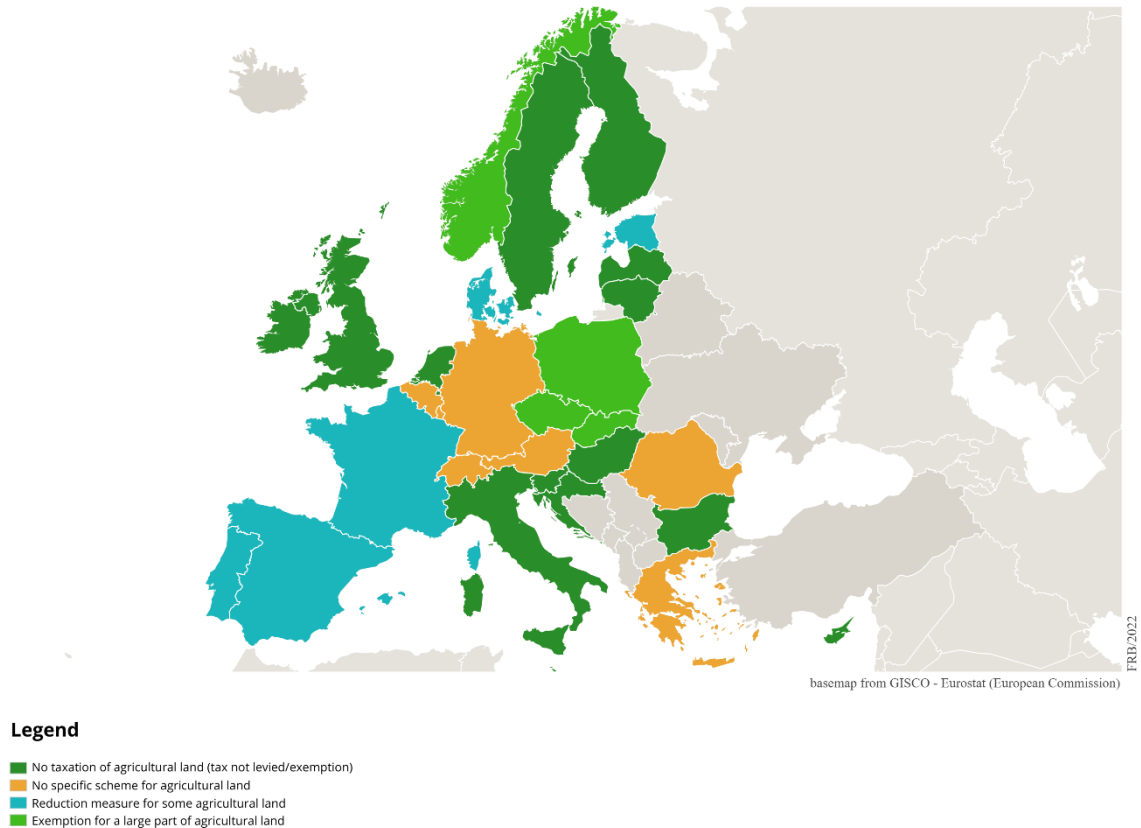 FRB/2022
basemap from GISCO - Eurostat (European Commission)
Legend
No taxation of agricultural land (tax not levied/exemption)
No specific scheme for agricultural land
Reduction measure for some agricultural land
Exemption for a large part of agricultural land